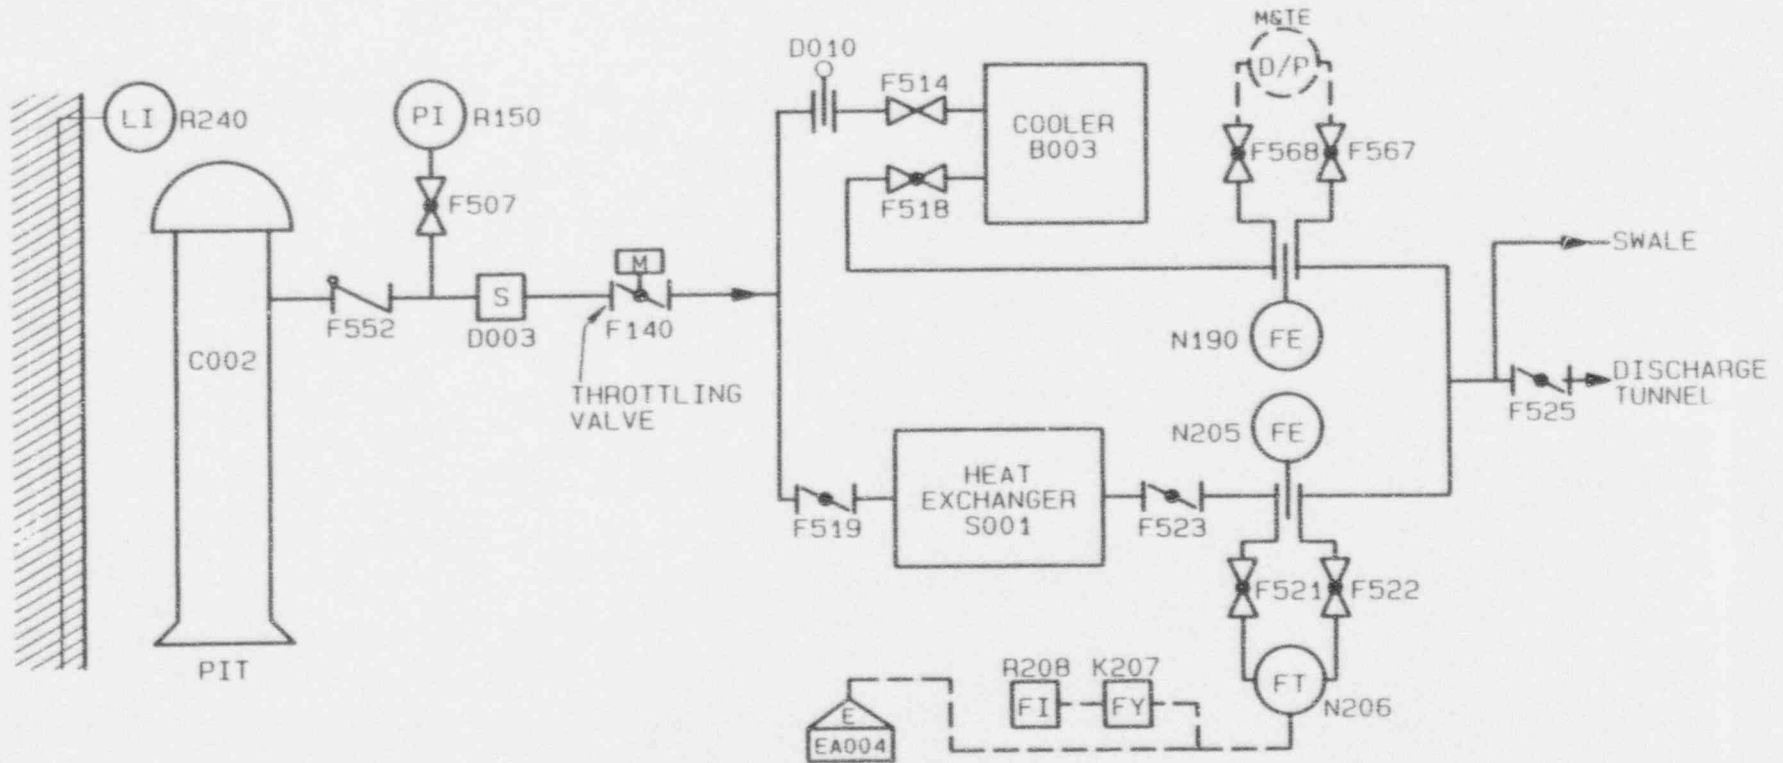 M&TE
D/P
D010
F514
LI R240
PI R150
COOLER
B003
F568
F567
F507
F518
SWALE
M
S
F552
D003
F140
C002
N190 FE
THROTTLING
VALVE
DISCHARGE
TUNNEL
F525
N205 FE
HEAT
EXCHANGER
S001
F519
F523
F521
F522
PIT
R208 K207
FI
FY
FT
N206
E
EA004